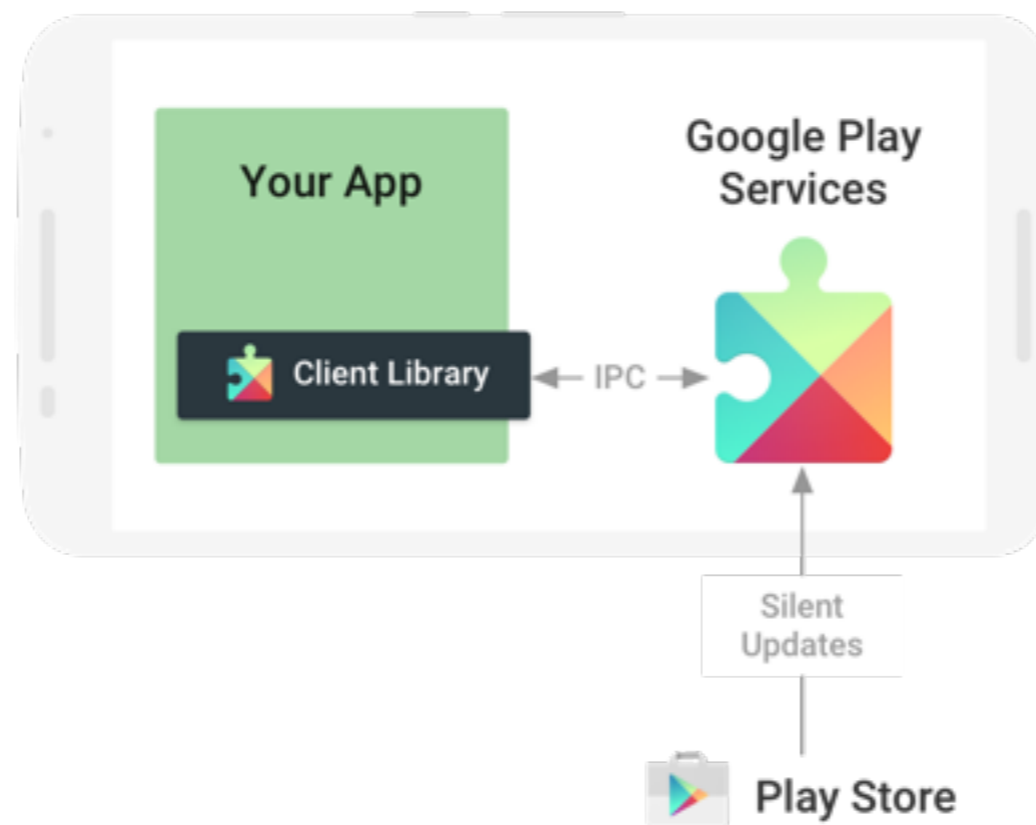 Your App
Google Play
Services
Client Library
IPC
Silent
Updates
Play Store